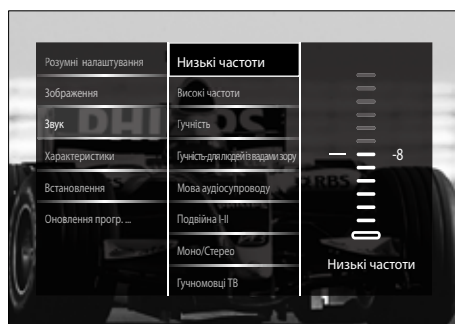 Розумні налаштування
Зображення
Звук
Характеристики
Встановлення
Оновлення прогр. ...
Низькі частоти
Високі частоти
Гучність
Гучність-для людей із вадами зору
Мова аудіосупроводу
Подвійна I-II
Моно/Стерео
Гучномовці ТВ
-8
Низькі частоти
RBS